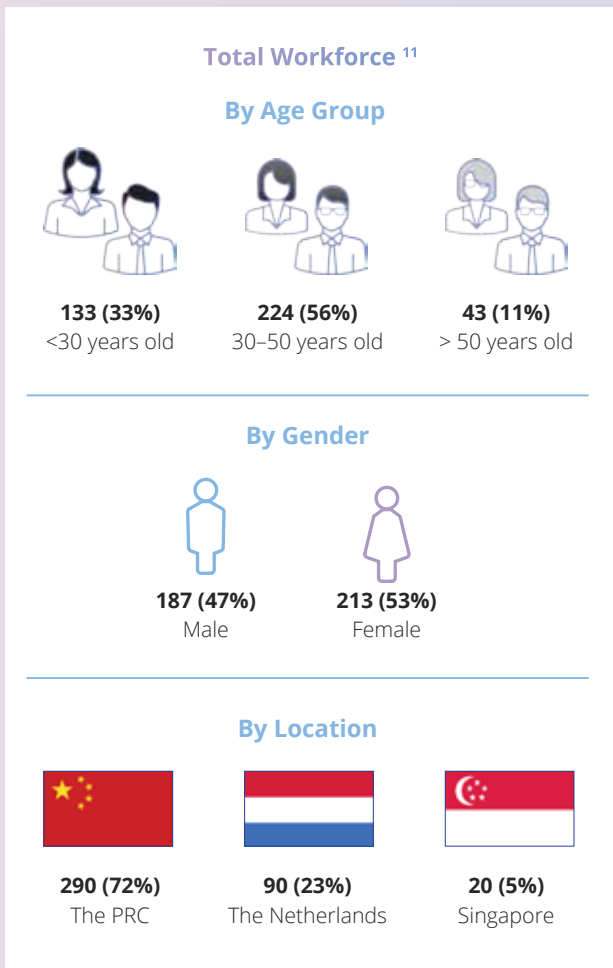 Total Workforce 11
By Age Group
133 (33%) 224 (56%) 43 (11%)
<30 years old 30–50 years old > 50 years old
By Gender
187 (47%) 213 (53%)
Male Female
By Location
290 (72%) 90 (23%) 20 (5%)
The PRC The Netherlands Singapore